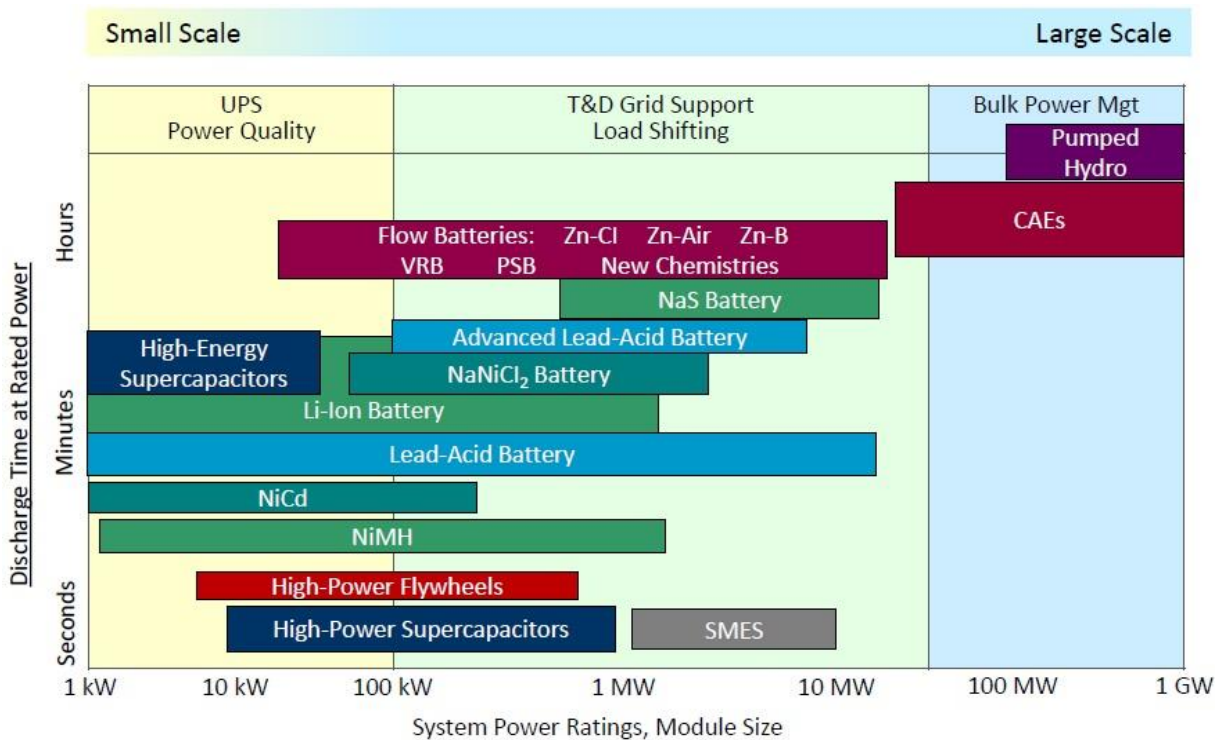 Small Scale
Large Scale
UPS
Power Quality
T&D Grid Support
Load Shifting
Bulk Power Mgt
Pumped
Hydro
CAEs
Flow Batteries: Zn-Cl Zn-Air Zn-B
VRB PSB New Chemistries
NaS Battery
Advanced Lead-Acid Battery
High-Energy
Supercapacitors
NaNiCl₂ Battery
Li-Ion Battery
Lead-Acid Battery
NiCd
NiMH
High-Power Flywheels
High-Power Supercapacitors
SMES
Discharge Time at Rated Power
Hours
Minutes
Seconds
1 kW
10 kW
100 kW
1 MW
10 MW
100 MW
1 GW
System Power Ratings, Module Size